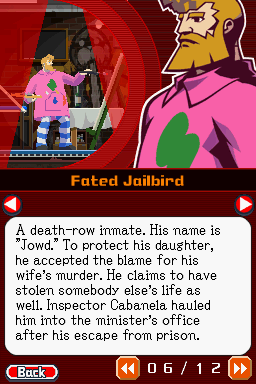 Fated Jailbird
A death-row inmate. His name is
"Jowd." To protect his daughter,
he accepted the blame for his
wife's murder. He claims to have
stolen somebody else's life as
well. Inspector Cabanela hauled
him into the minister's office
after his escape from prison.
Back
06/12